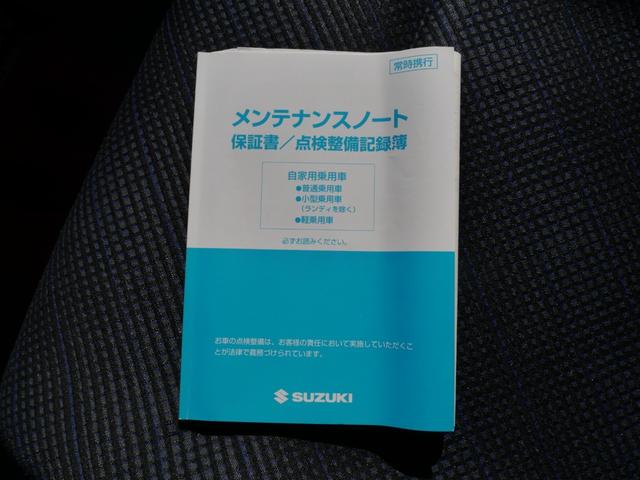 常時携行
メンテナンスノート
保証書／点検整備記録簿
自家用乗用車
●普通乗用車
●小型乗用車
（ランディを除く）
●軽乗用車
必ずお読みください。
お車の点検整備は、お客様の責任において実施していただくこ
とが法律で義務づけられています。
SUZUKI